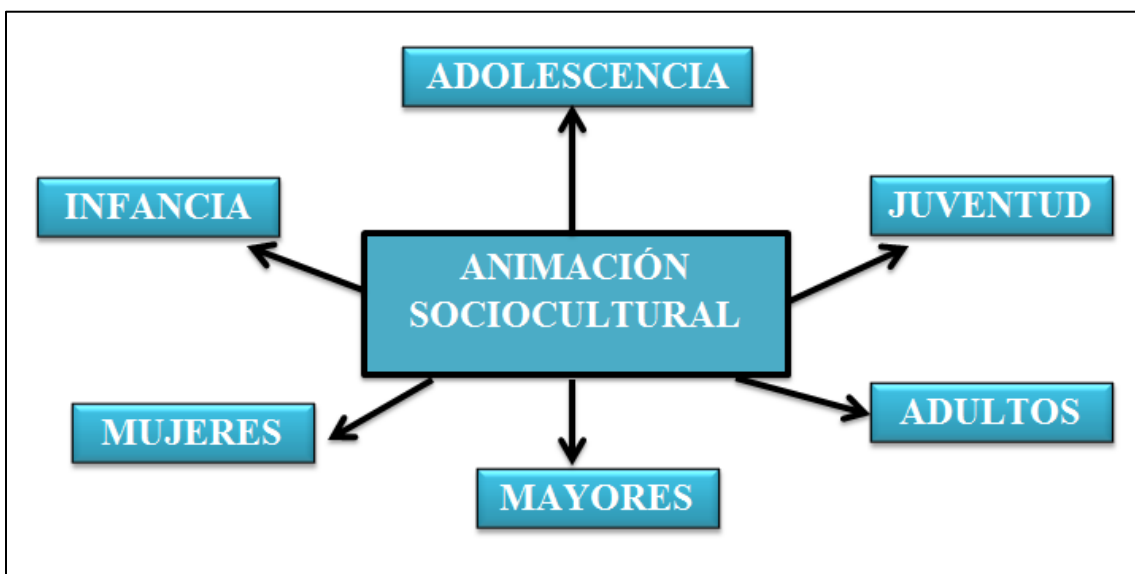 ADOLESCENCIA
INFANCIA
JUVENTUD
ANIMACIÓN
SOCIOCULTURAL
MUJERES
ADULTOS
MAYORES